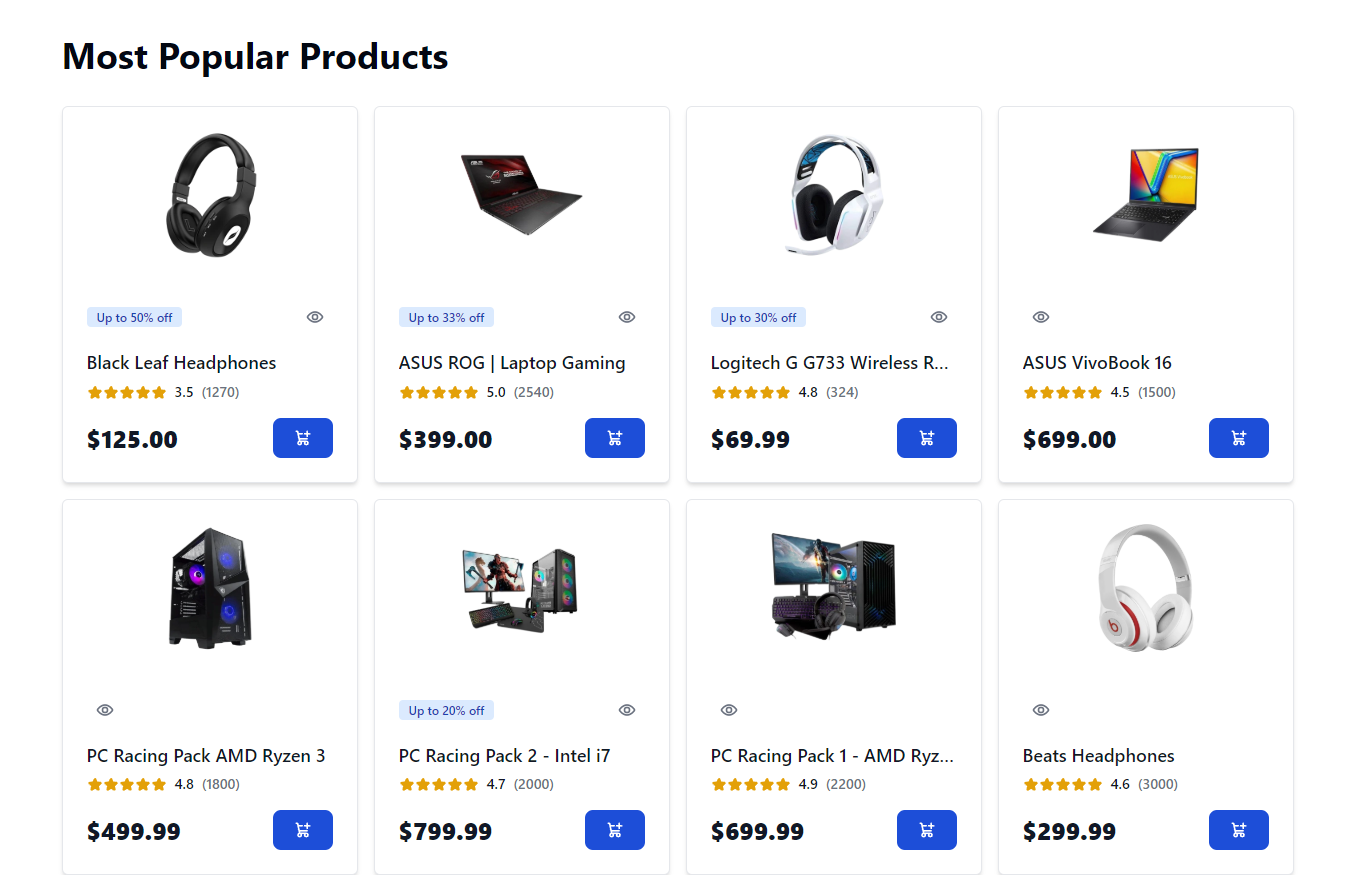 Most Popular Products
Up to 50% off
Black Leaf Headphones
3.5 (1270)
$125.00
Up to 33% off
ASUS ROG | Laptop Gaming
5.0 (2540)
$399.00
Up to 30% off
Logitech G G733 Wireless R...
4.8 (324)
$69.99
ASUS VivoBook 16
4.5 (1500)
$699.00
PC Racing Pack AMD Ryzen 3
4.8 (1800)
$499.99
Up to 20% off
PC Racing Pack 2 - Intel i7
4.7 (2000)
$799.99
PC Racing Pack 1 - AMD Ryz...
4.9 (2200)
$699.99
Beats Headphones
4.6 (3000)
$299.99